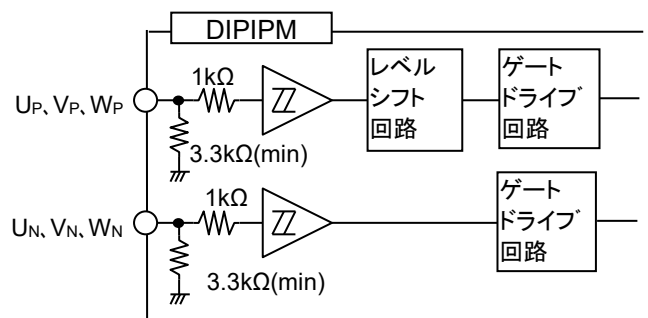 DIPIPM
1kΩ
UP、VP、WP
3.3kΩ(min)
レベル
シフト
回路
ゲート
ドライブ
回路
1kΩ
UN、VN、WN
3.3kΩ(min)
ゲート
ドライブ
回路